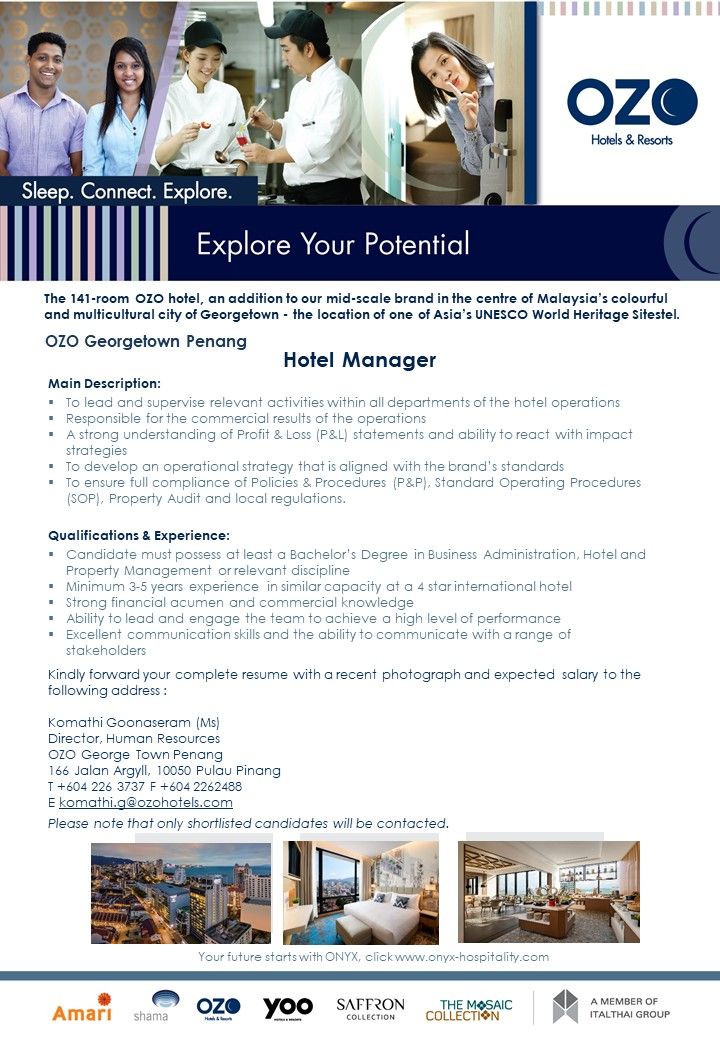 OZO
Hotels & Resorts
Sleep. Connect. Explore.
Explore Your Potential
The 141-room OZO hotel, an addition to our mid-scale brand in the centre of Malaysia's colourful
and multicultural city of Georgetown - the location of one of Asia's UNESCO World Heritage Sitestel.
OZO Georgetown Penang
Hotel Manager
Main Description:
▪ To lead and supervise relevant activities within all departments of the hotel operations
▪ Responsible for the commercial results of the operations
▪ A strong understanding of Profit & Loss (P&L) statements and ability to react with impact
strategies
▪ To develop an operational strategy that is aligned with the brand's standards
▪ To ensure full compliance of Policies & Procedures (P&P), Standard Operating Procedures
(SOP), Property Audit and local regulations.
Qualifications & Experience:
▪ Candidate must possess at least a Bachelor's Degree in Business Administration, Hotel and
Property Management or relevant discipline
▪ Minimum 3-5 years experience in similar capacity at a 4 star international hotel
▪ Strong financial acumen and commercial knowledge
▪ Ability to lead and engage the team to achieve a high level of performance
▪ Excellent communication skills and the ability to communicate with a range of
stakeholders
Kindly forward your complete resume with a recent photograph and expected salary to the
following address :
Komathi Goonaseram (Ms)
Director, Human Resources
OZO George Town Penang
166 Jalan Argyll, 10050 Pulau Pinang
T +604 226 3737 F +604 2262488
E komathi.g@ozohotels.com
Please note that only shortlisted candidates will be contacted.
Your future starts with ONYX, click www.onyx-hospitality.com
Amari
shama
OZO
Hotels & Resorts
YOO
HOTELS & RESORTS
SAFFRON
COLLECTION
THE MOSAIC
COLLECTION
A MEMBER OF
ITALTHAI GROUP